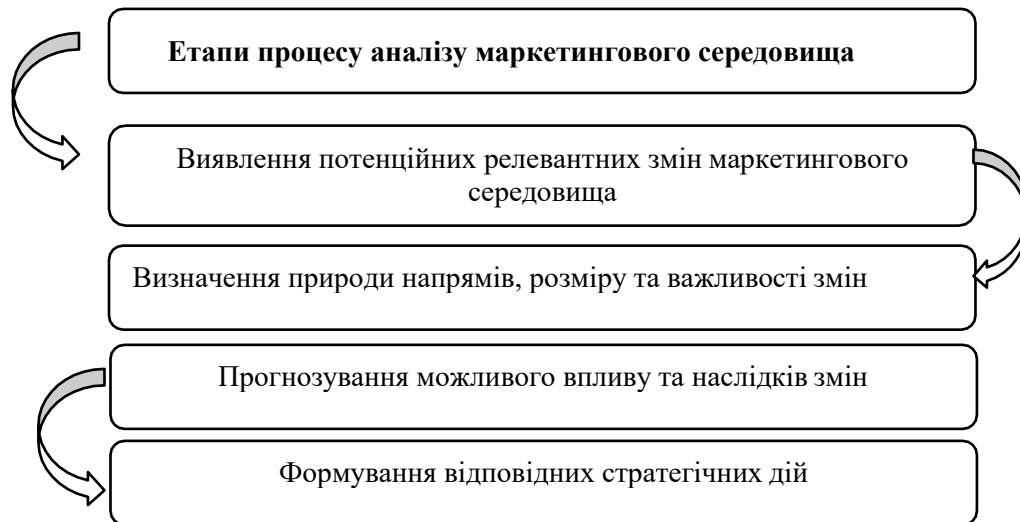 Етапи процесу аналізу маркетингового середовища
Виявлення потенційних релевантних змін маркетингового
середовища
Визначення природи напрямів, розміру та важливості змін
Прогнозування можливого впливу та наслідків змін
Формування відповідних стратегічних дій